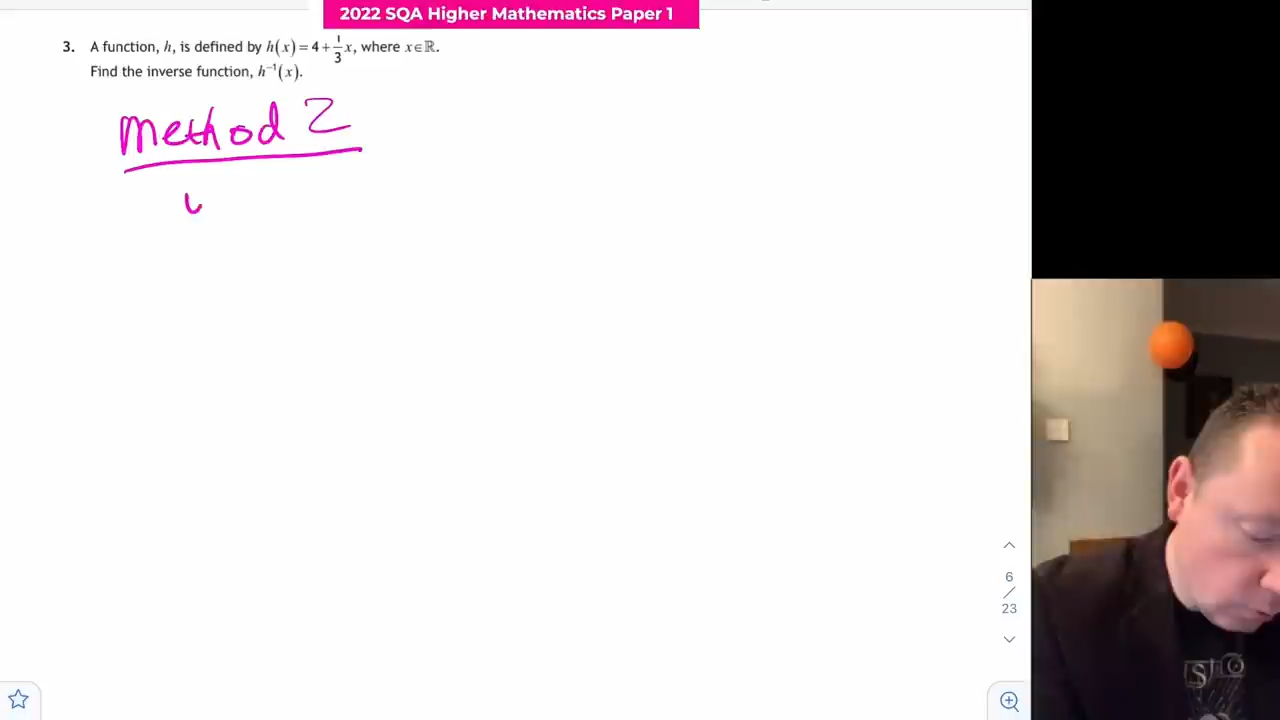 2022 SQA Higher Mathematics Paper 1
3. A function, h, is defined by h(x) = 4 + 1/3 x, where x∈ℝ.
Find the inverse function, h⁻¹(x).
Method 2
6
/
23